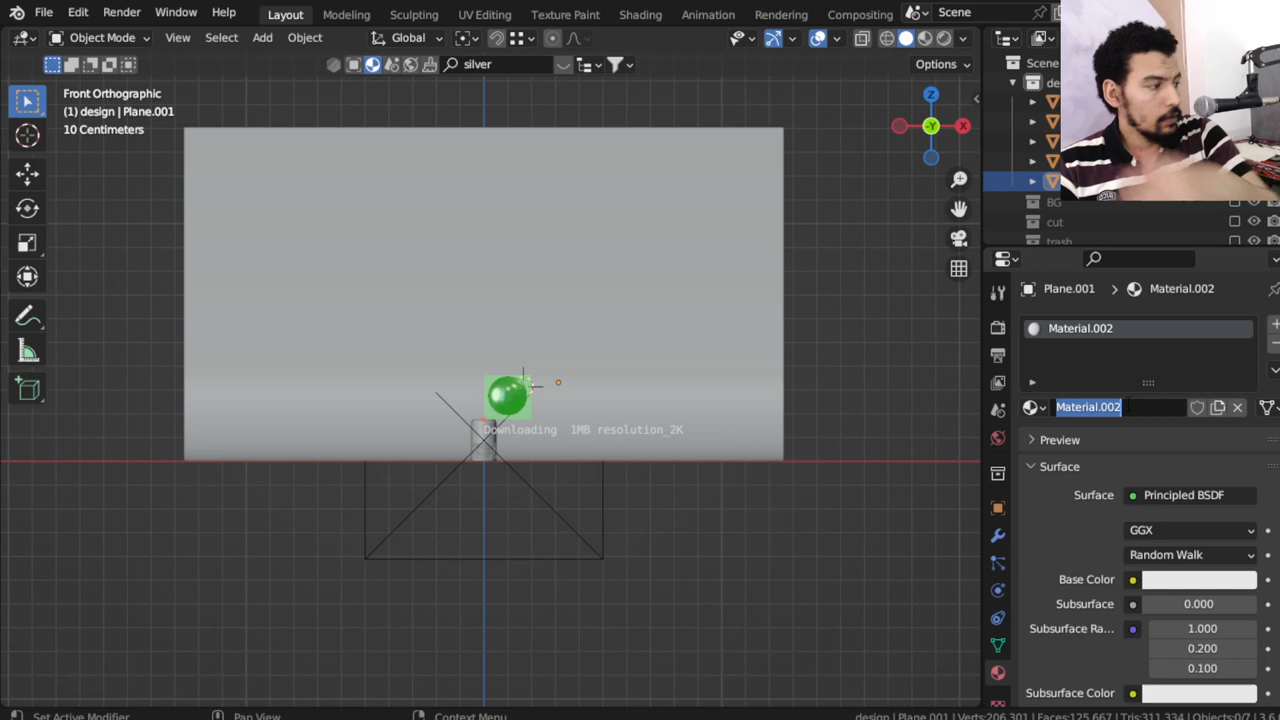 File Edit Render Window Help
Layout Modeling Sculpting UV Editing Texture Paint Shading Animation Rendering Compositing
Scene
Object Mode View Select Add Object
Global
silver
Options
Front Orthographic
(1) design | Plane.001
10 Centimeters
Z
-Y
X
Downloading 1MB resolution_2K
Scene
de
BG
cut
trash
Plane.001 > Material.002
Material.002
Material.002
Preview
Surface
Surface Principled BSDF
GGX
Random Walk
Base Color
Subsurface 0.000
Subsurface Ra... 1.000
0.200
0.100
Subsurface Color
Set Active Modifier Pan View Context Menu design | Plane.001 | Verts:206,301 | Faces:125,667 | Tris:311,334 | Objects:0/7 | 3.6